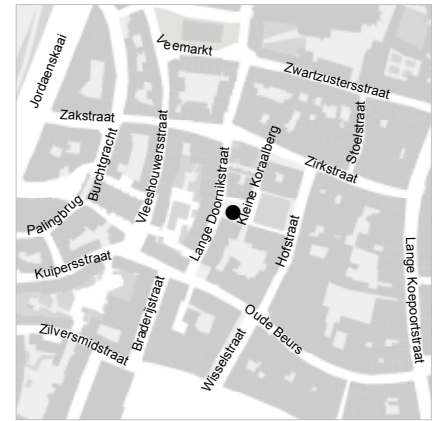 Jordaenskaai
Veemarkt
Zwartzustersstraat
Zakstraat
Burchtgracht
Vleeshouwersstraat
Lange Doornikstraat
Kleine Koraalberg
Stoelstraat
Zirkstraat
Palingbrug
Hofstraat
Kuipersstraat
Lange Koepoortstraat
Braderijstraat
Oude Beurs
Zilversmidstraat
Wisselstraat